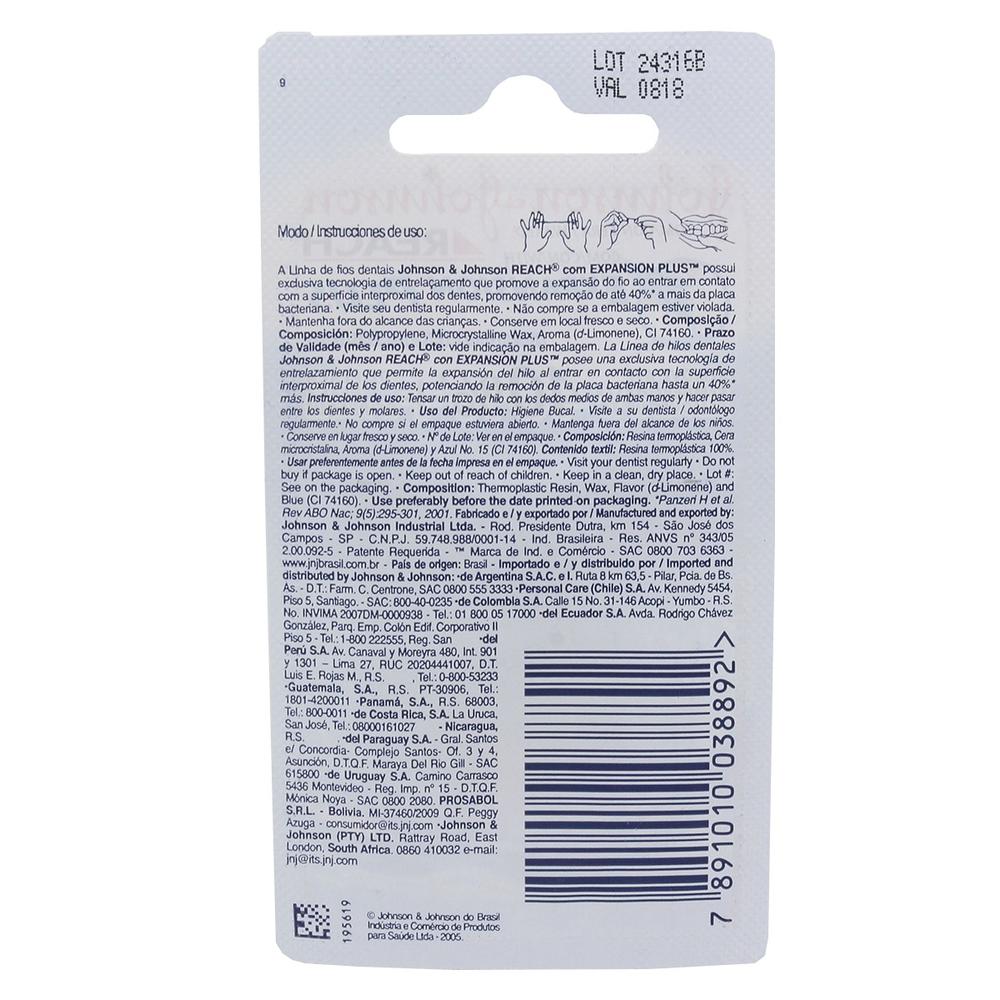 LOT 24316B
VAL 0818
9
Modo / Instrucciones de uso:
A Linha de fios dentais Johnson & Johnson REACH® com EXPANSION PLUS™ possui
exclusiva tecnologia de entrelaçamento que promove a expansão do fio ao entrar em contato
com a superfície interproximal dos dentes, promovendo remoção de até 40%* a mais da placa
bacteriana. • Visite seu dentista regularmente. • Não compre se a embalagem estiver violada.
• Mantenha fora do alcance das crianças. • Conserve em local fresco e seco. • Composição /
Composición: Polypropylene, Microcrystalline Wax, Aroma (d-Limonene), CI 74160. • Prazo
de Validade (mês / ano) e Lote: vide indicação na embalagem. La Línea de hilos dentales
Johnson & Johnson REACH® con EXPANSION PLUS™ posee una exclusiva tecnología de
entrelazamiento que permite la expansión del hilo al entrar en contacto con la superficie
interproximal de los dientes, potenciando la remoción de la placa bacteriana hasta un 40%*
más. Instrucciones de uso: Tensar un trozo de hilo con los dedos medios de ambas manos y hacer pasar
entre los dientes y molares. • Uso del Producto: Higiene Bucal. • Visite a su dentista / odontólogo
regularmente.• No compre si el empaque estuviera abierto. • Mantenga fuera del alcance de los niños.
• Conserve en lugar fresco y seco. • Nº de Lote: Ver en el empaque. • Composición: Resina termoplástica, Cera
microcristalina, Aroma (d-Limonene) y Azul No. 15 (CI 74160). Contenido textil: Resina termoplástica 100%.
• Usar preferentemente antes de la fecha impresa en el empaque. • Visit your dentist regularly • Do not
buy if package is open. • Keep out of reach of children. • Keep in a clean, dry place. • Lot #:
See on the packaging. • Composition: Thermoplastic Resin, Wax, Flavor (d-Limonene) and
Blue (CI 74160). • Use preferably before the date printed on packaging. *Panzeri H et al.
Rev ABO Nac; 9(5):295-301, 2001. Fabricado e / y exportado por / Manufactured and exported by:
Johnson & Johnson Industrial Ltda. - Rod. Presidente Dutra, km 154 - São José dos
Campos - SP - C.N.P.J. 59.748.988/0001-14 - Ind. Brasileira - Res. ANVS nº 343/05
2.00.092-5 - Patente Requerida - ™ Marca de Ind. e Comércio - SAC 0800 703 6363 -
www.jnjbrasil.com.br - País de origen: Brasil - Importado e / y distribuido por / Imported and
distributed by Johnson & Johnson: •de Argentina S.A.C. e I. Ruta 8 km 63,5 - Pilar, Pcia. de Bs.
As. - D.T.: Farm. C. Centrone, SAC 0800 555 3333 •Personal Care (Chile) S.A. Av. Kennedy 5454,
Piso 5, Santiago. - SAC: 800-40-0235 •de Colombia S.A. Calle 15 No. 31-146 Acopi - Yumbo - R.S.
No. INVIMA 2007DM-0000938 - Tel.: 01 800 05 17000 •del Ecuador S.A. Avda. Rodrigo Chávez
González, Parq. Emp. Colón Edif. Corporativo II
Piso 5 - Tel.: 1-800 222555, Reg. San •del
Perú S.A. Av. Canaval y Moreyra 480, Int. 901
y 1301 – Lima 27, RUC 20204441007, D.T.
Luis E. Rojas M., R.S. , Tel.: 0-800-53233
•Guatemala, S.A., R.S. PT-30906, Tel.:
1801-4200011 •Panamá, S.A., R.S. 68003,
Tel.: 800-0011 •de Costa Rica, S.A. La Uruca,
San José, Tel.: 08000161027 - Nicaragua,
R.S. . •del Paraguay S.A. - Gral. Santos
e/ Concordia- Complejo Santos- Of. 3 y 4,
Asunción, D.T.Q.F. Maraya Del Rio Gill - SAC
615800 •de Uruguay S.A. Camino Carrasco
5436 Montevideo - Reg. Imp. nº 15 - D.T.Q.F.
Mónica Noya - SAC 0800 2080. PROSABOL
S.R.L. - Bolivia. MI-37460/2009 Q.F. Peggy
Azuga - consumidor@its.jnj.com •Johnson &
Johnson (PTY) LTD. Rattray Road, East
London, South Africa. 0860 410032 e-mail:
jnj@its.jnj.com
7 891010 038892 >
195619
© Johnson & Johnson do Brasil
Indústria e Comércio de Produtos
para Saúde Ltda - 2005.